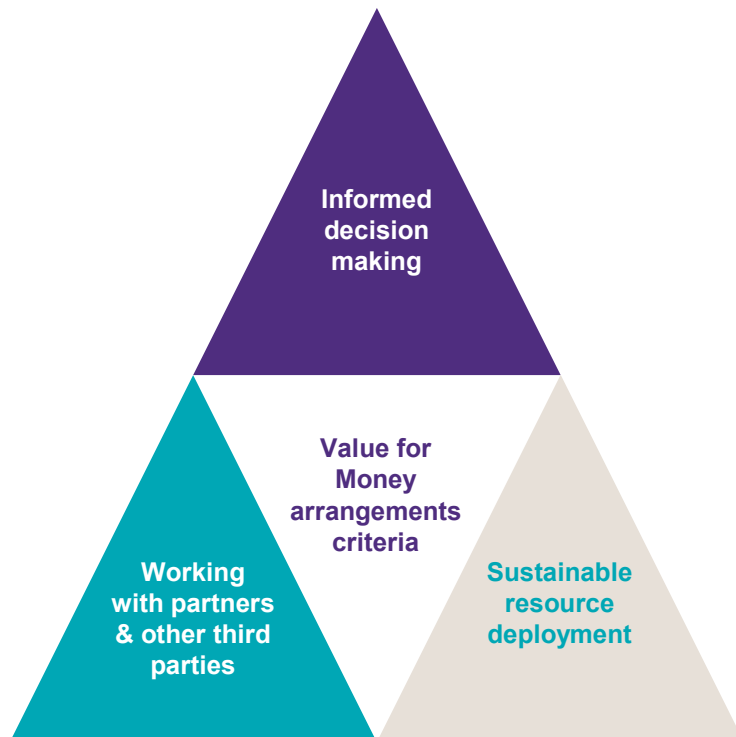 Informed
decision
making
Value for
Money
arrangements
criteria
Working
with partners
& other third
parties
Sustainable
resource
deployment